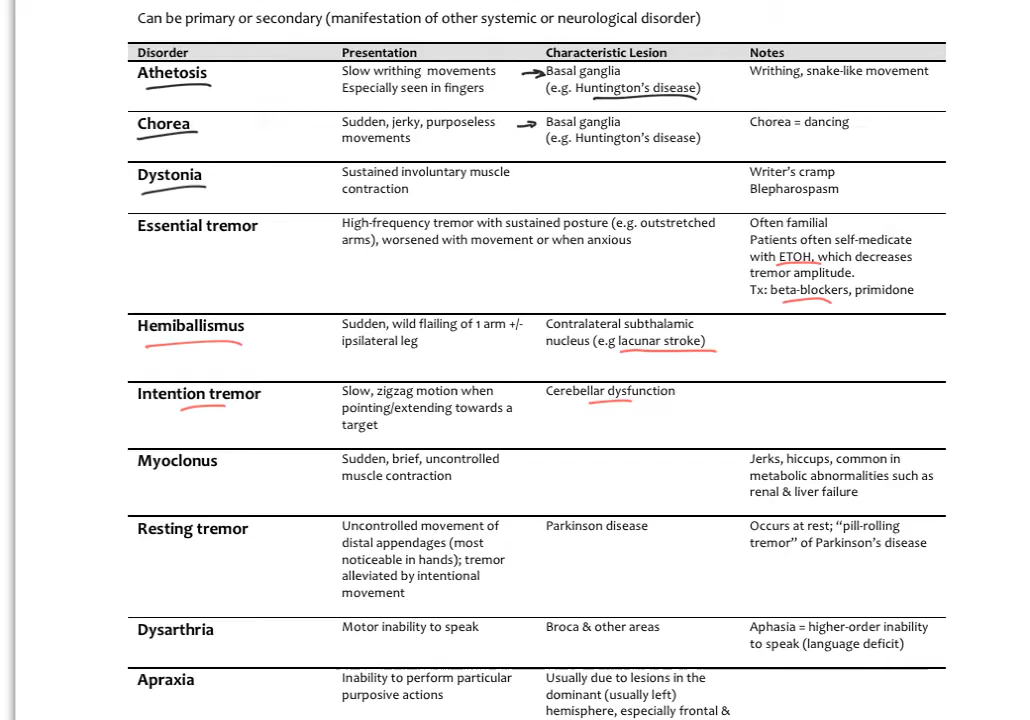 Can be primary or secondary (manifestation of other systemic or neurological disorder)
Disorder Presentation Characteristic Lesion Notes
Athetosis Slow writhing movements Basal ganglia Writhing, snake-like movement
Especially seen in fingers (e.g. Huntington's disease)
Chorea Sudden, jerky, purposeless Basal ganglia Chorea = dancing
movements (e.g. Huntington's disease)
Dystonia Sustained involuntary muscle Writer's cramp
contraction Blepharospasm
Essential tremor High-frequency tremor with sustained posture (e.g. outstretched Often familial
arms), worsened with movement or when anxious Patients often self-medicate
with ETOH, which decreases
tremor amplitude.
Tx: beta-blockers, primidone
Hemiballismus Sudden, wild flailing of 1 arm +/- Contralateral subthalamic
ipsilateral leg nucleus (e.g lacunar stroke)
Intention tremor Slow, zigzag motion when Cerebellar dysfunction
pointing/extending towards a
target
Myoclonus Sudden, brief, uncontrolled Jerks, hiccups, common in
muscle contraction metabolic abnormalities such as
renal & liver failure
Resting tremor Uncontrolled movement of Parkinson disease Occurs at rest; "pill-rolling
distal appendages (most tremor" of Parkinson's disease
noticeable in hands); tremor
alleviated by intentional
movement
Dysarthria Motor inability to speak Broca & other areas Aphasia = higher-order inability
to speak (language deficit)
Apraxia Inability to perform particular Usually due to lesions in the
purposive actions dominant (usually left)
hemisphere, especially frontal &